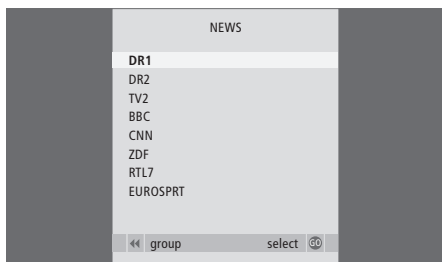 NEWS
DR1
DR2
TV2
BBC
CNN
ZDF
RTL7
EUROSPRT
group select GO